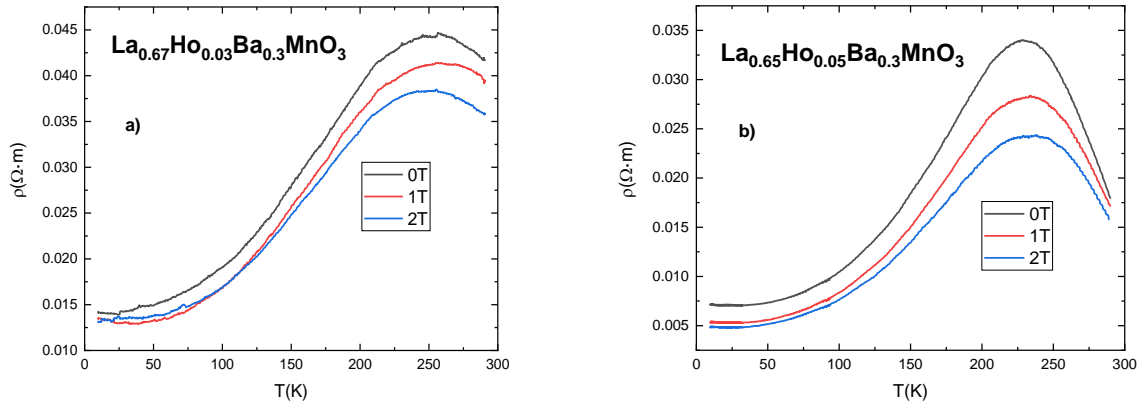 La0.67Ho0.03Ba0.3MnO3
a)
0T
1T
2T
ρ(Ω·m)
0.045
0.040
0.035
0.030
0.025
0.020
0.015
0.010
0 50 100 150 200 250 300
T(K)
La0.65Ho0.05Ba0.3MnO3
b)
0T
1T
2T
ρ(Ω·m)
0.035
0.030
0.025
0.020
0.015
0.010
0.005
0 50 100 150 200 250 300
T(K)